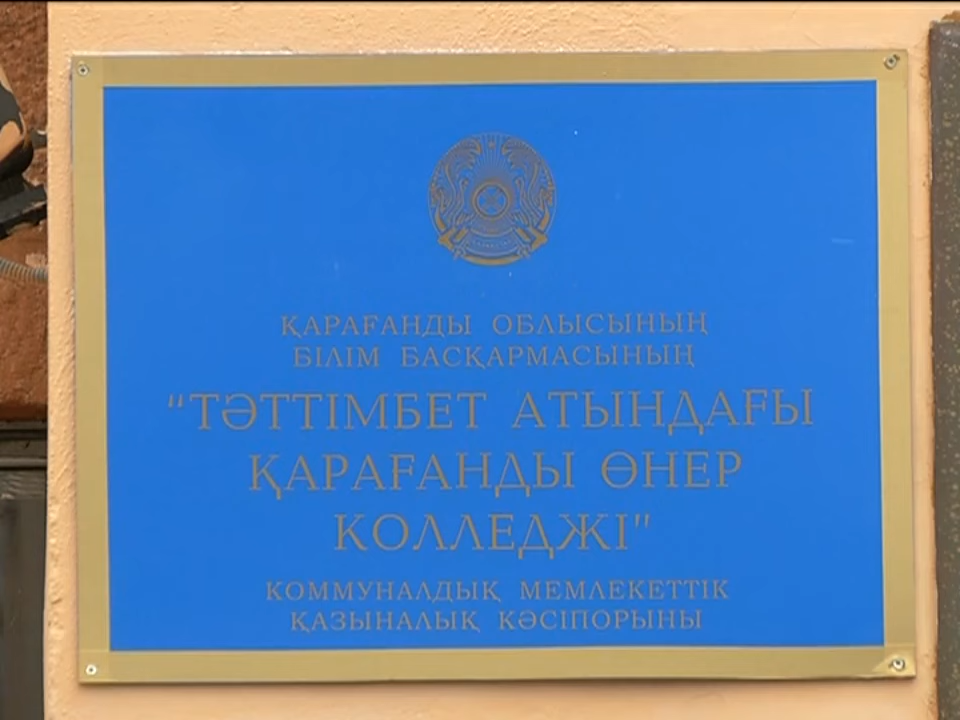 ҚАРАҒАНДЫ ОБЛЫСЫНЫҢ
БІЛІМ БАСҚАРМАСЫНЫҢ
"ТӘТТІМБЕТ АТЫНДАҒЫ
ҚАРАҒАНДЫ ӨНЕР
КОЛЛЕДЖІ"
КОММУНАЛДЫҚ МЕМЛЕКЕТТІК
ҚАЗЫНАЛЫҚ КӘСІПОРЫНЫ